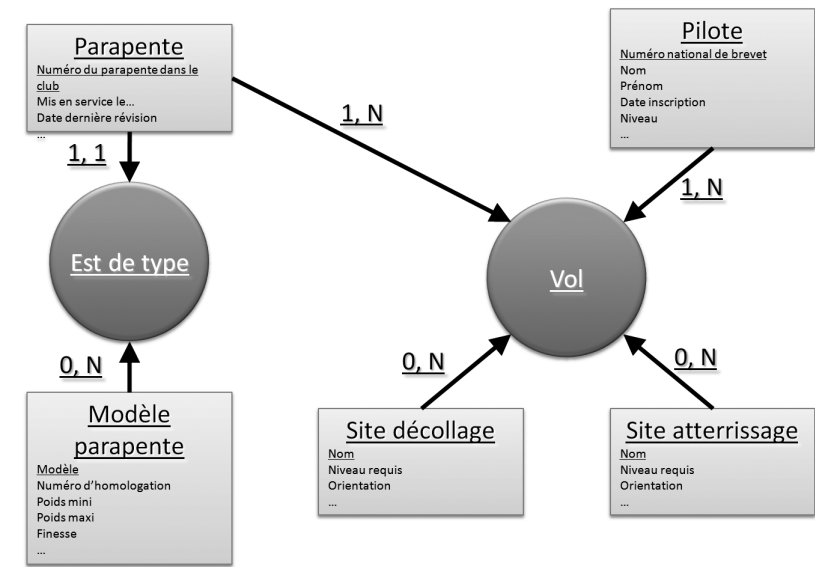 Parapente
Numéro du parapente dans le
club
Mis en service le...
Date dernière révision
...
Pilote
Numéro national de brevet
Nom
Prénom
Date inscription
Niveau
...
1, N
1, 1
1, N
Est de type
Vol
0, N
0, N
0, N
Modèle
parapente
Modèle
Numéro d'homologation
Poids mini
Poids maxi
Finesse
...
Site décollage
Nom
Niveau requis
Orientation
...
Site atterrissage
Nom
Niveau requis
Orientation
...